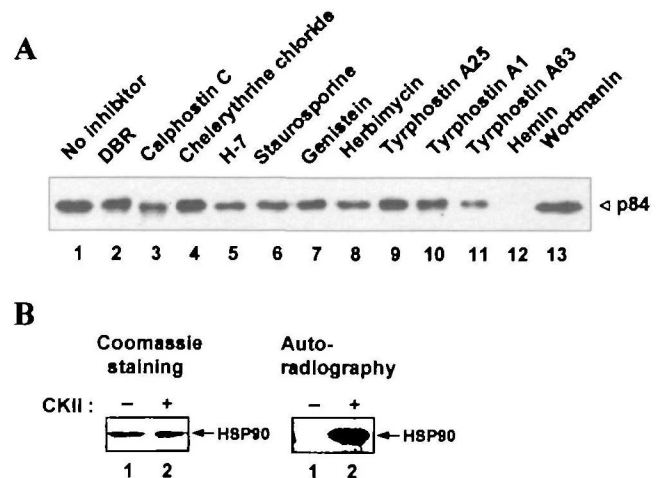 A
No inhibitor
DBR
Calphostin C
Chelerythrine chloride
H-7
Staurosporine
Genistein
Herbimycin
Tyrphostin A25
Tyrphostin A1
Tyrphostin A63
Hemin
Wortmanin
p84
1 2 3 4 5 6 7 8 9 10 11 12 13
B
Coomassie staining
Auto-radiography
CKII : – + – +
HSP90 HSP90
1 2 1 2